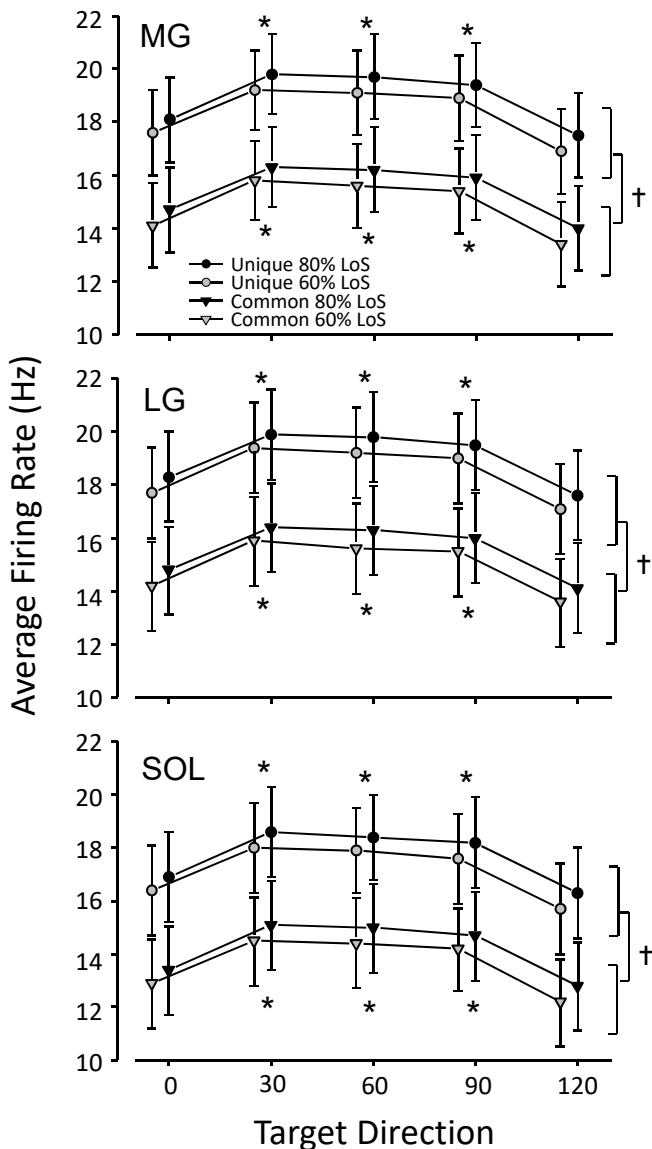 MG
* * *
22
20
18
16
14
12
10
†
* * *
Unique 80% LoS
Unique 60% LoS
Common 80% LoS
Common 60% LoS
LG
* * *
22
20
18
16
14
12
10
†
* * *
Average Firing Rate (Hz)
SOL
* * *
22
20
18
16
14
12
10
†
* * *
0 30 60 90 120
Target Direction